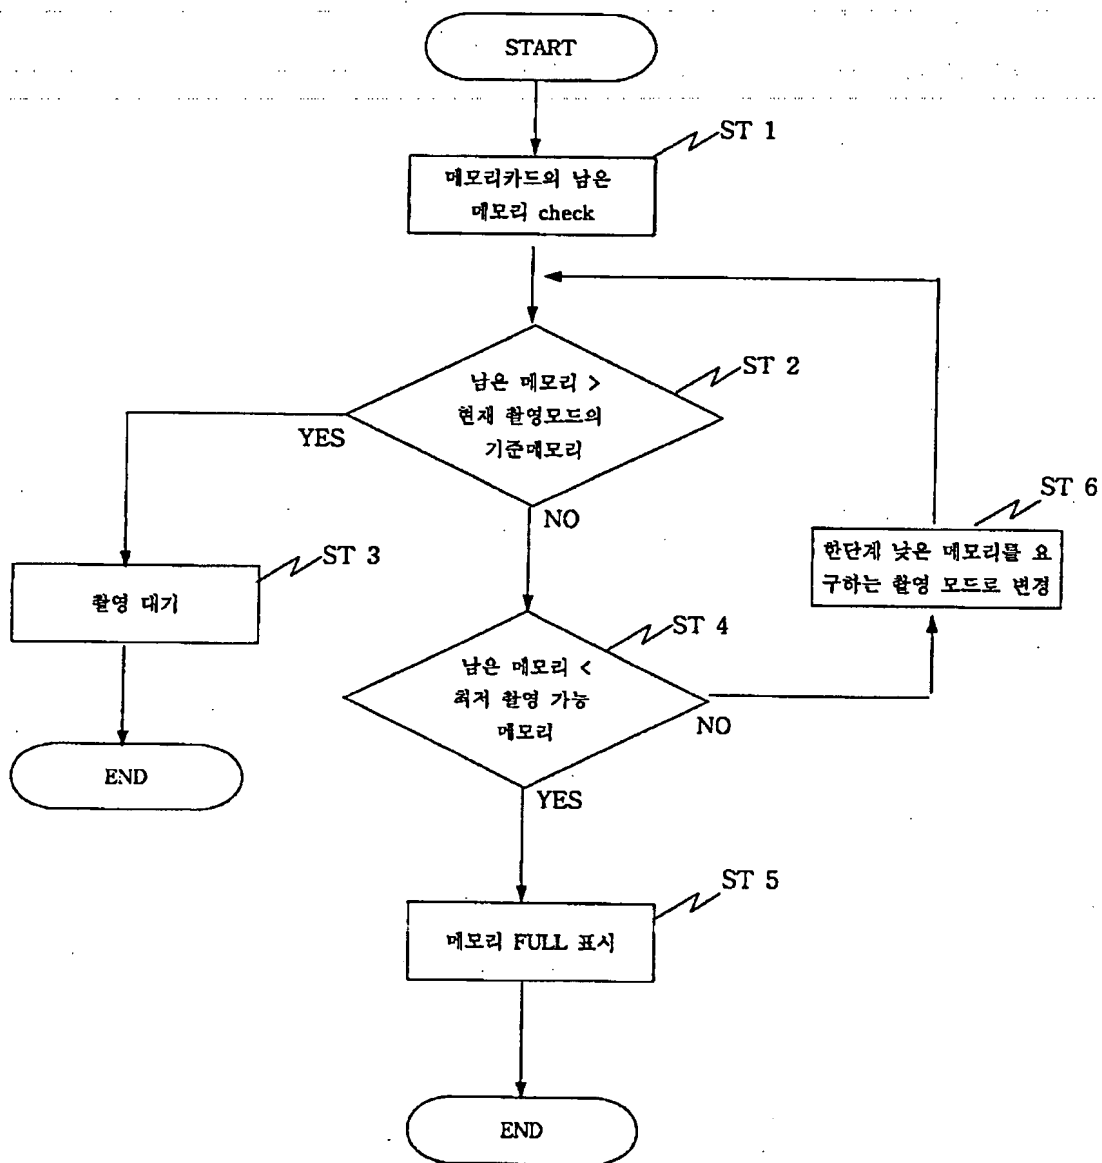 START
ST 1
메모리카드의 남은
메모리 check
ST 2
남은 메모리 >
현재 촬영모드의
기준메모리
YES
NO
ST 6
한단계 낮은 메모리를 요
구하는 촬영 모드로 변경
ST 3
촬영 대기
ST 4
남은 메모리 <
최저 촬영 가능
메모리
NO
END
YES
ST 5
메모리 FULL 표시
END